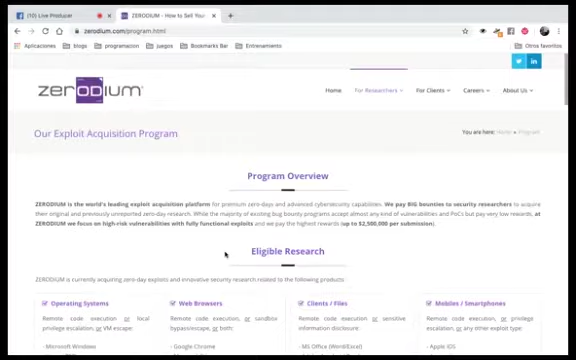 (10) Live Producer
ZERODIUM - How to Sell Your
zerodium.com/program.html
Aplicaciones blogs programacion juegos Bookmarks Bar Entrenamiento Otros favoritos
zerodium
Home For Researchers For Clients Careers About Us
Our Exploit Acquisition Program
You are here: Home » Program
Program Overview
ZERODIUM is the world's leading exploit acquisition platform for premium zero-days and advanced cybersecurity capabilities. We pay BIG bounties to security researchers to acquire
their original and previously unreported zero-day research. While the majority of existing bug bounty programs accept almost any kind of vulnerabilities and PoCs but pay very low rewards, at
ZERODIUM we focus on high-risk vulnerabilities with fully functional exploits and we pay the highest rewards (up to $2,500,000 per submission).
Eligible Research
ZERODIUM is currently acquiring zero-day exploits and innovative security research related to the following products:
Operating Systems
Remote code execution or local
privilege escalation, or VM escape:
- Microsoft Windows
Web Browsers
Remote code execution, or sandbox
bypass/escape, or both:
- Google Chrome
Clients / Files
Remote code execution or sensitive
information disclosure:
- MS Office (Word/Excel)
Mobiles / Smartphones
Remote code execution, or privilege
escalation, or any other exploit type:
- Apple iOS